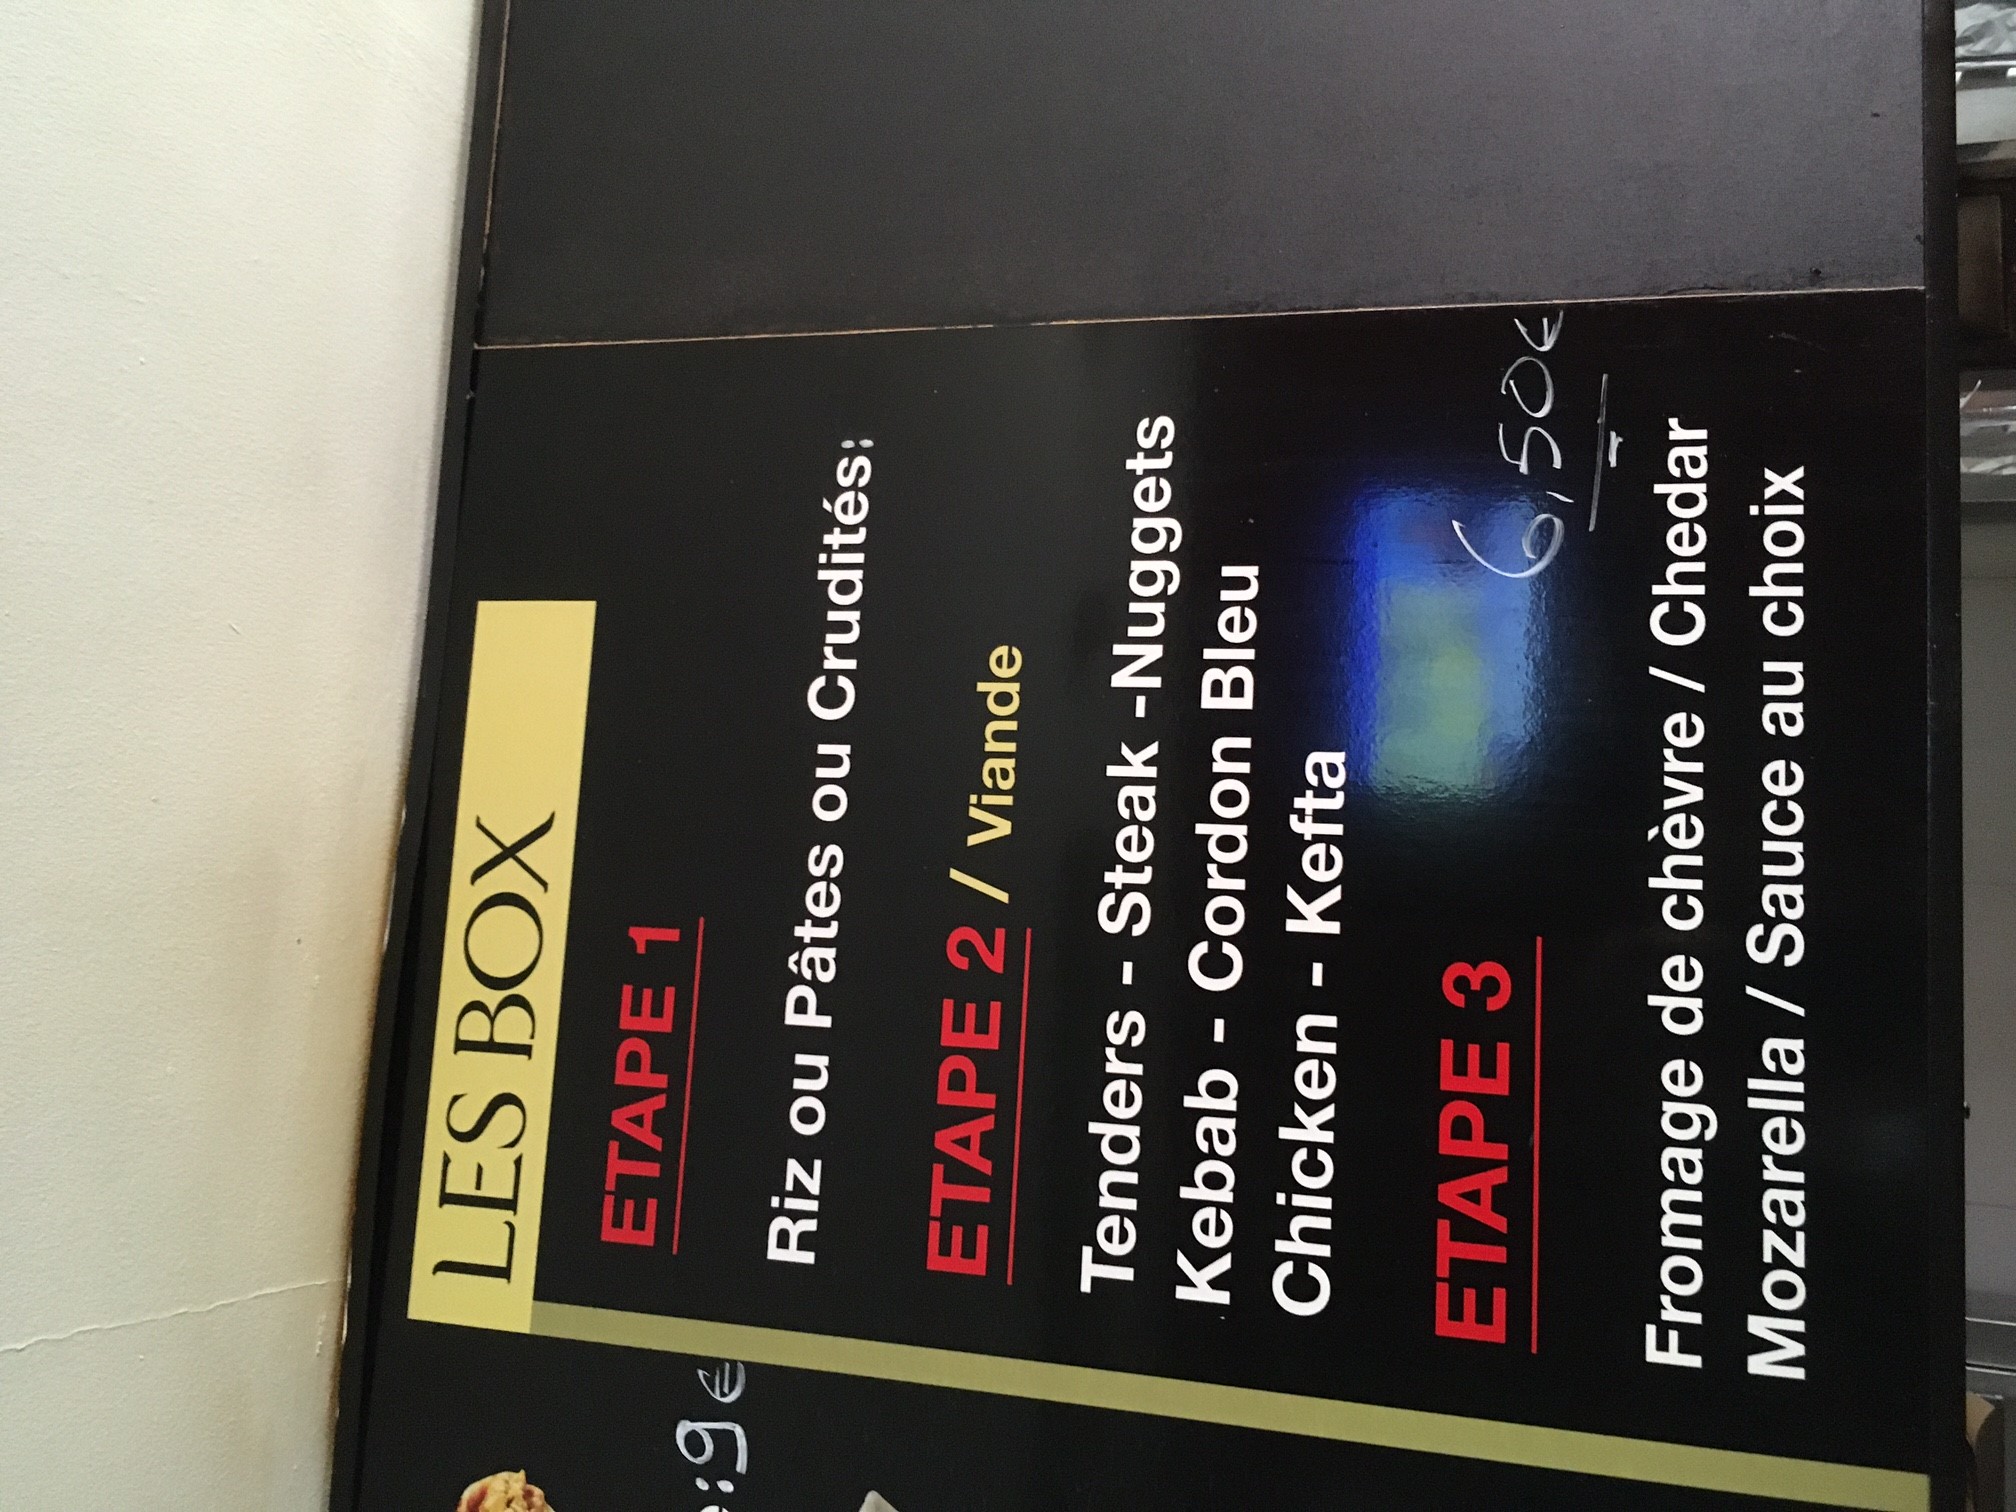 LES BOX
ETAPE 1
Riz ou Pâtes ou Crudités:
ETAPE 2 / Viande
Tenders - Steak -Nuggets
Kebab - Cordon Bleu
Chicken - Kefta
ETAPE 3
6,50€
Fromage de chèvre / Chedar
Mozarella / Sauce au choix
:9€